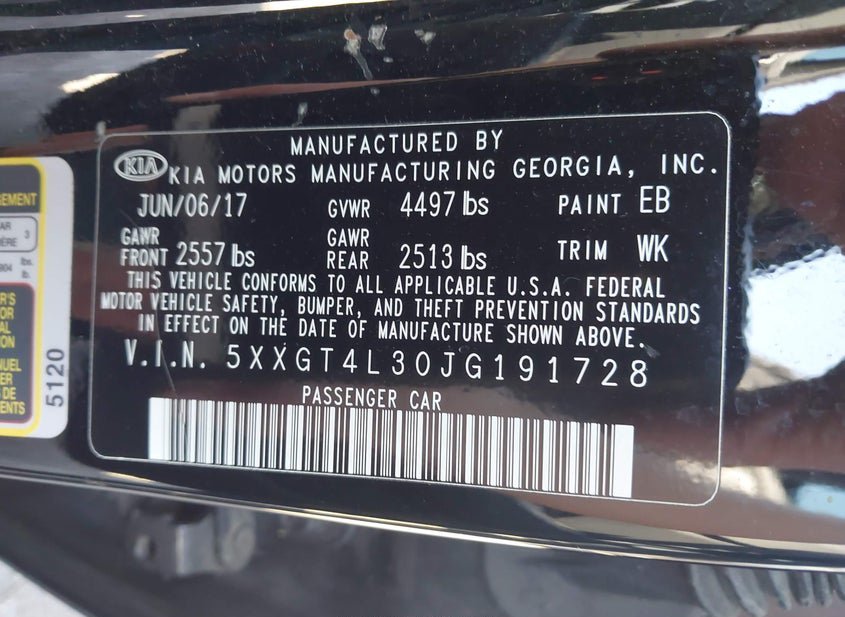 MANUFACTURED BY
KIA KIA MOTORS MANUFACTURING GEORGIA, INC.
JUN/06/17 GVWR 4497 lbs PAINT EB
GAWR FRONT 2557 lbs GAWR REAR 2513 lbs TRIM WK
THIS VEHICLE CONFORMS TO ALL APPLICABLE U.S.A. FEDERAL
MOTOR VEHICLE SAFETY, BUMPER, AND THEFT PREVENTION STANDARDS
IN EFFECT ON THE DATE OF MANUFACTURE SHOWN ABOVE.
V.I.N. 5XXGT4L30JG191728
PASSENGER CAR
5120